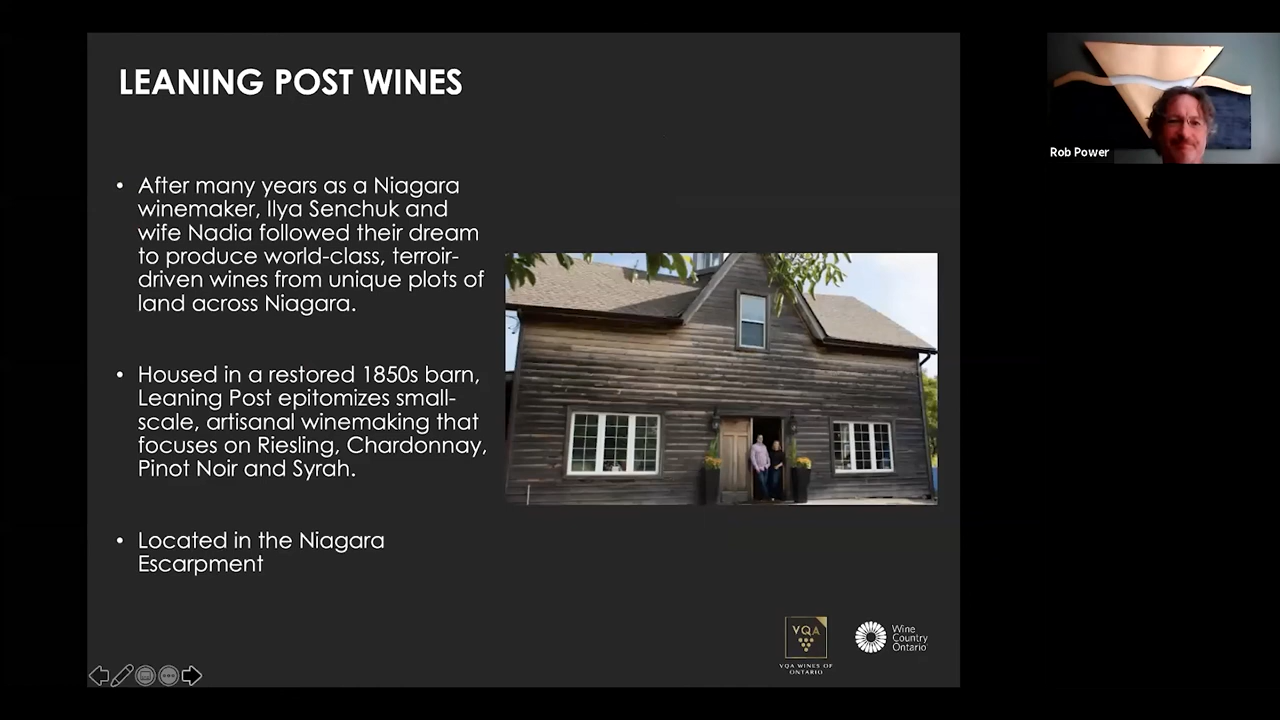 LEANING POST WINES
• After many years as a Niagara
winemaker, Ilya Senchuk and
wife Nadia followed their dream
to produce world-class, terroir-
driven wines from unique plots of
land across Niagara.
• Housed in a restored 1850s barn,
Leaning Post epitomizes small-
scale, artisanal winemaking that
focuses on Riesling, Chardonnay,
Pinot Noir and Syrah.
• Located in the Niagara
Escarpment
VQA
VQA WINES OF
ONTARIO
Wine
Country
Ontario
Rob Power